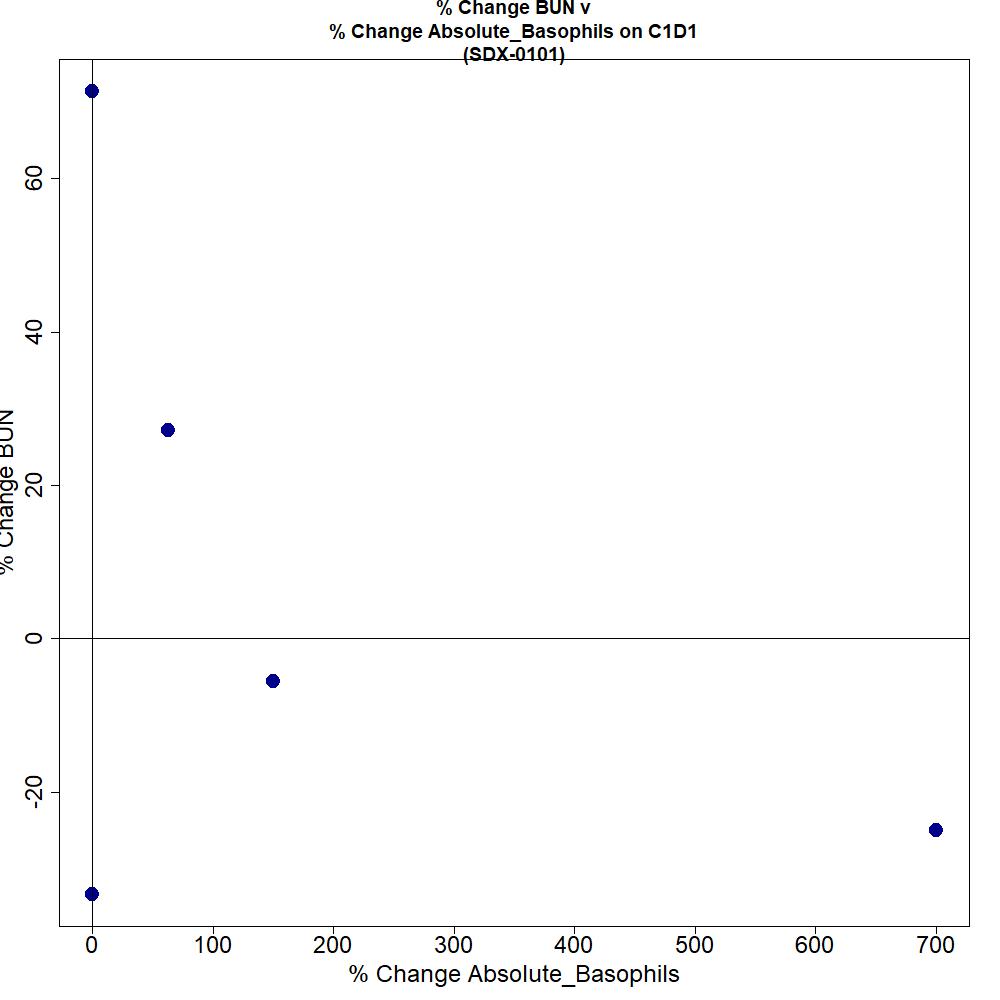 % Change BUN v
% Change Absolute_Basophils on C1D1
(SDX-0101)
% Change BUN
60
40
20
0
-20
0 100 200 300 400 500 600 700
% Change Absolute_Basophils